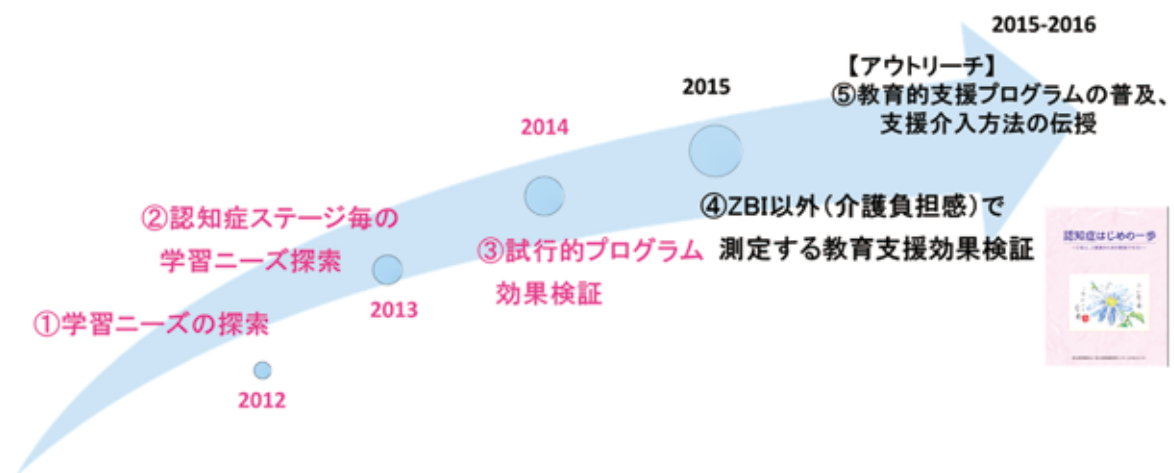 ①学習ニーズの探索
2012
②認知症ステージ毎の
学習ニーズ探索
2013
2014
③試行的プログラム
効果検証
2015
④ZBI以外(介護負担感)で
測定する教育支援効果検証
2015-2016
【アウトリーチ】
⑤教育的支援プログラムの普及、
支援介入方法の伝授
認知症はじめの一歩